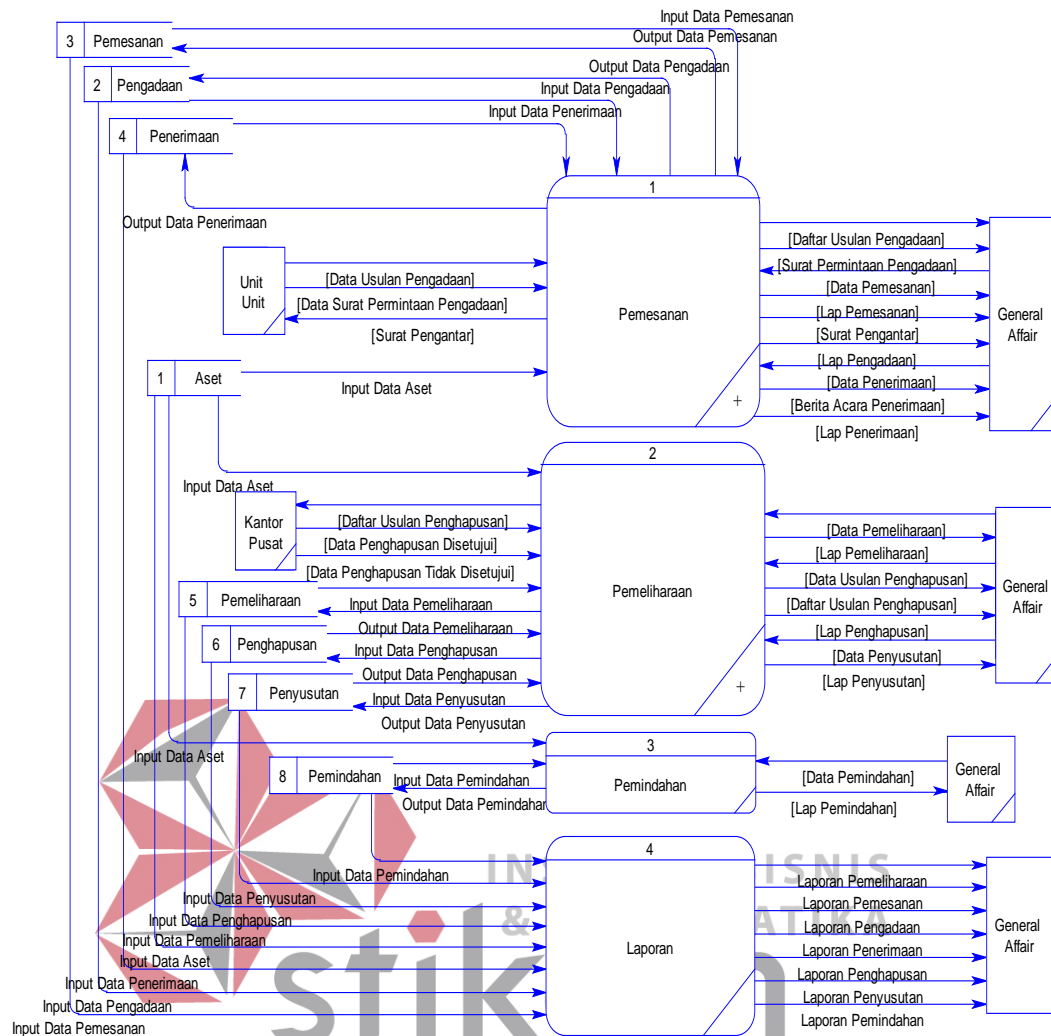 Input Data Pemesanan
3 Pemesanan
Output Data Pemesanan
Output Data Pengadaan
2 Pengadaan
Input Data Pengadaan
Input Data Penerimaan
4 Penerimaan
Output Data Penerimaan
1
Pemesanan
+
Unit
Unit
[Data Usulan Pengadaan]
[Data Surat Permintaan Pengadaan]
[Surat Pengantar]
1 Aset
Input Data Aset
[Daftar Usulan Pengadaan]
[Surat Permintaan Pengadaan]
[Data Pemesanan]
[Lap Pemesanan]
[Surat Pengantar]
[Lap Pengadaan]
[Data Penerimaan]
[Berita Acara Penerimaan]
[Lap Penerimaan]
General
Affair
2
Pemeliharaan
+
Input Data Aset
Kantor
Pusat
[Daftar Usulan Penghapusan]
[Data Penghapusan Disetujui]
[Data Penghapusan Tidak Disetujui]
5 Pemeliharaan
Input Data Pemeliharaan
Output Data Pemeliharaan
6 Penghapusan
Input Data Penghapusan
Output Data Penghapusan
7 Penyusutan
Input Data Penyusutan
Output Data Penyusutan
[Data Pemeliharaan]
[Lap Pemeliharaan]
[Data Usulan Penghapusan]
[Daftar Usulan Penghapusan]
[Lap Penghapusan]
[Data Penyusutan]
[Lap Penyusutan]
General
Affair
3
Pemindahan
Input Data Aset
8 Pemindahan
Input Data Pemindahan
Output Data Pemindahan
[Data Pemindahan]
[Lap Pemindahan]
General
Affair
4
Laporan
Input Data Pemindahan
Input Data Penyusutan
Input Data Penghapusan
Input Data Pemeliharaan
Input Data Aset
Input Data Penerimaan
Input Data Pengadaan
Input Data Pemesanan
Laporan Pemeliharaan
Laporan Pemesanan
Laporan Pengadaan
Laporan Penerimaan
Laporan Penghapusan
Laporan Penyusutan
Laporan Pemindahan
General
Affair